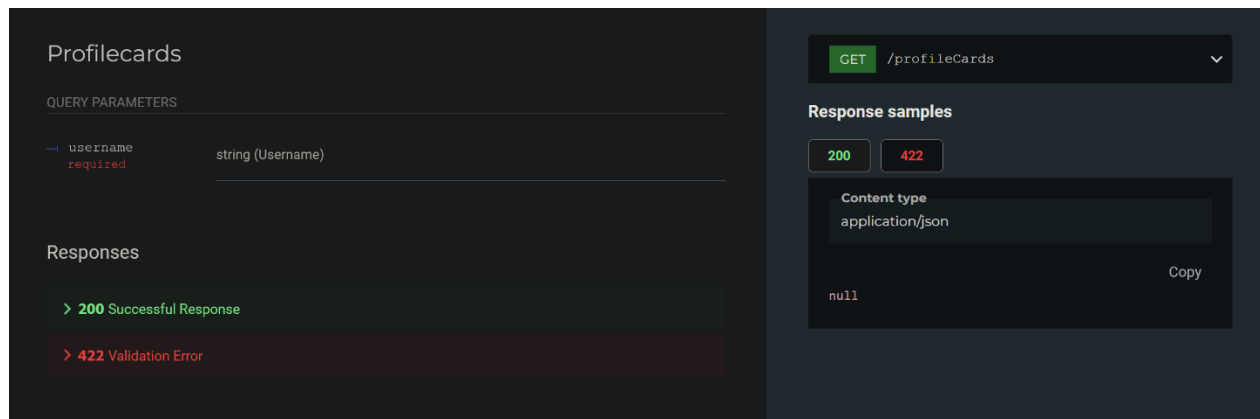 Profilecards
QUERY PARAMETERS
username
required
string (Username)
Responses
200 Successful Response
422 Validation Error
GET /profileCards
Response samples
200 422
Content type
application/json
Copy
null